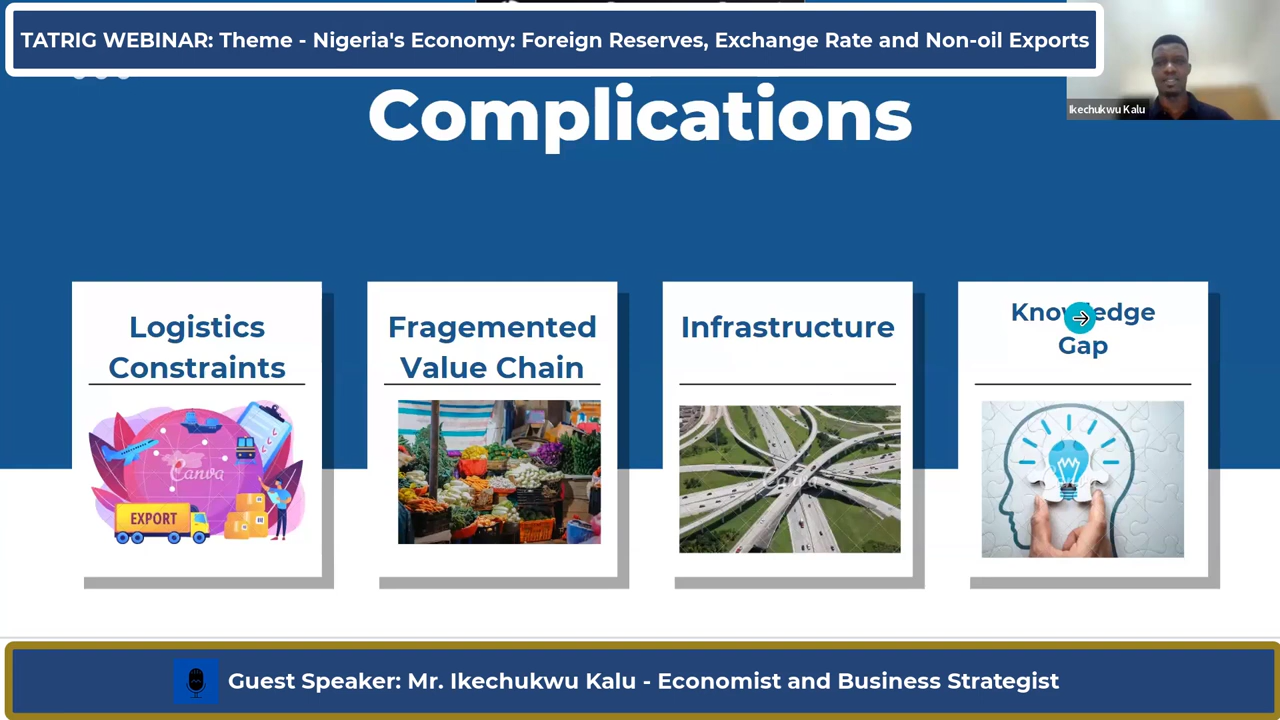 TATRIG WEBINAR: Theme - Nigeria's Economy: Foreign Reserves, Exchange Rate and Non-oil Exports
Ikechukwu Kalu
Complications
Logistics
Constraints
Fragemented
Value Chain
Infrastructure
Knowledge
Gap
Canva
EXPORT
Canva
Guest Speaker: Mr. Ikechukwu Kalu - Economist and Business Strategist